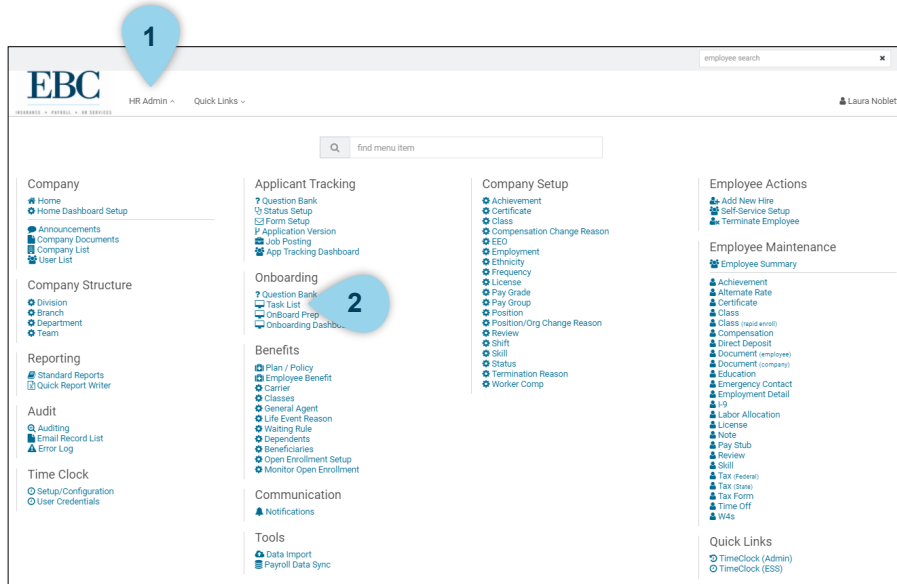 1
employee search
EBC
INSURANCE • PAYROLL • HR SERVICES
HR Admin
Quick Links
Laura Noblet
find menu item
Company
Home
Home Dashboard Setup
Announcements
Company Documents
Company List
User List
Company Structure
Division
Branch
Department
Team
Reporting
Standard Reports
Quick Report Writer
Audit
Auditing
Email Record List
Error Log
Time Clock
Setup/Configuration
User Credentials
Applicant Tracking
Question Bank
Status Setup
Form Setup
Application Version
Job Posting
App Tracking Dashboard
Onboarding
Question Bank
Task List
2
OnBoard Prep
Onboarding Dashbo
Benefits
Plan / Policy
Employee Benefit
Carrier
Classes
General Agent
Life Event Reason
Waiting Rule
Dependents
Beneficiaries
Open Enrollment Setup
Monitor Open Enrollment
Communication
Notifications
Tools
Data Import
Payroll Data Sync
Company Setup
Achievement
Certificate
Class
Compensation Change Reason
EEO
Employment
Ethnicity
Frequency
License
Pay Grade
Pay Group
Position
Position/Org Change Reason
Review
Shift
Skill
Status
Termination Reason
Worker Comp
Employee Actions
Add New Hire
Self-Service Setup
Terminate Employee
Employee Maintenance
Employee Summary
Achievement
Alternate Rate
Certificate
Class
Class (rapid enroll)
Compensation
Direct Deposit
Document (employee)
Document (company)
Education
Emergency Contact
Employment Detail
I-9
Labor Allocation
License
Note
Pay Stub
Review
Skill
Tax (Federal)
Tax (State)
Tax Form
Time Off
W4s
Quick Links
TimeClock (Admin)
TimeClock (ESS)